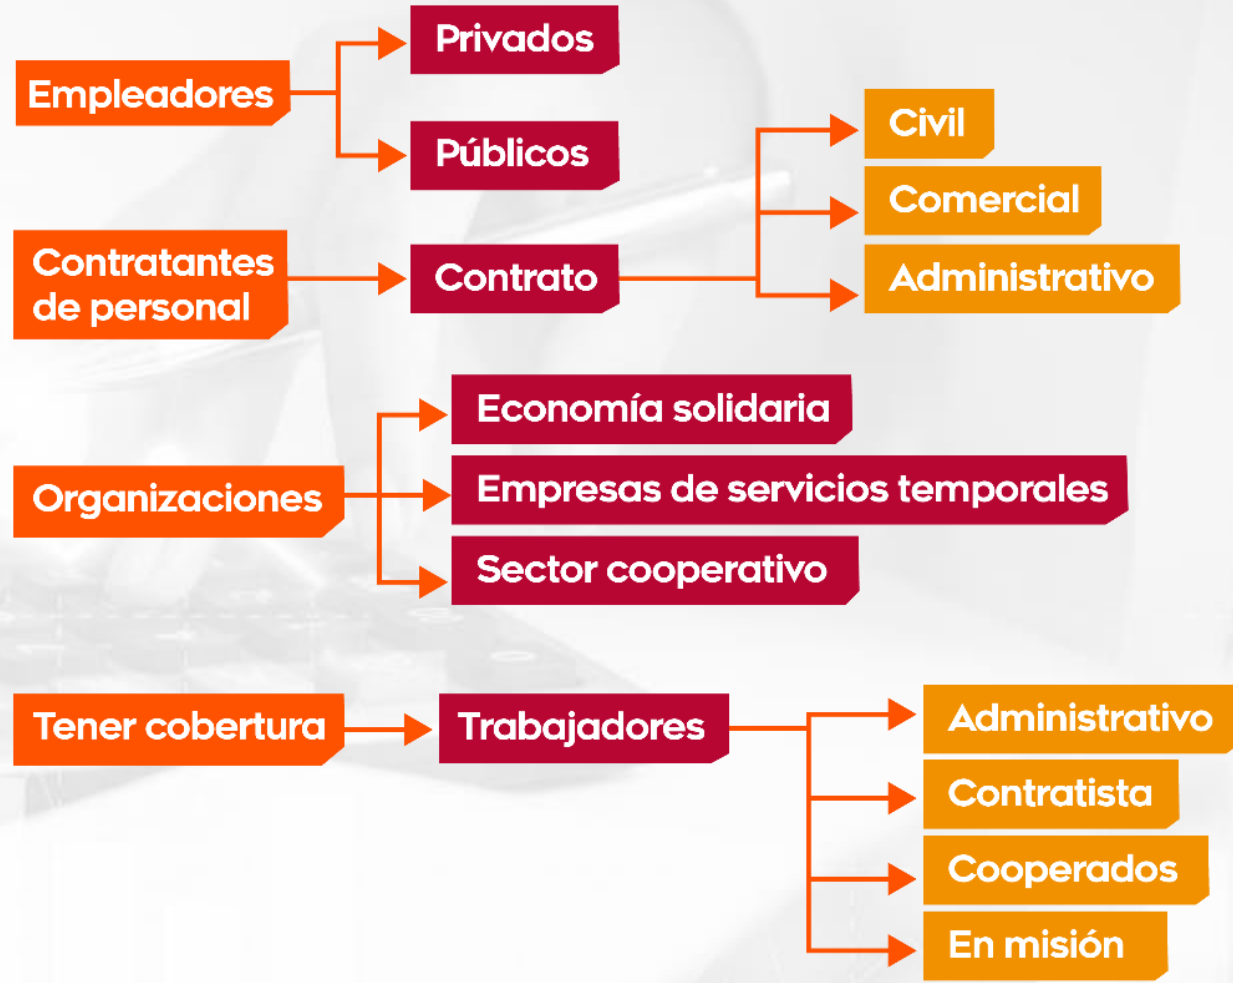 Empleadores
Privados
Públicos
Contratantes
de personal
Contrato
Civil
Comercial
Administrativo
Organizaciones
Economía solidaria
Empresas de servicios temporales
Sector cooperativo
Tener cobertura
Trabajadores
Administrativo
Contratista
Cooperados
En misión